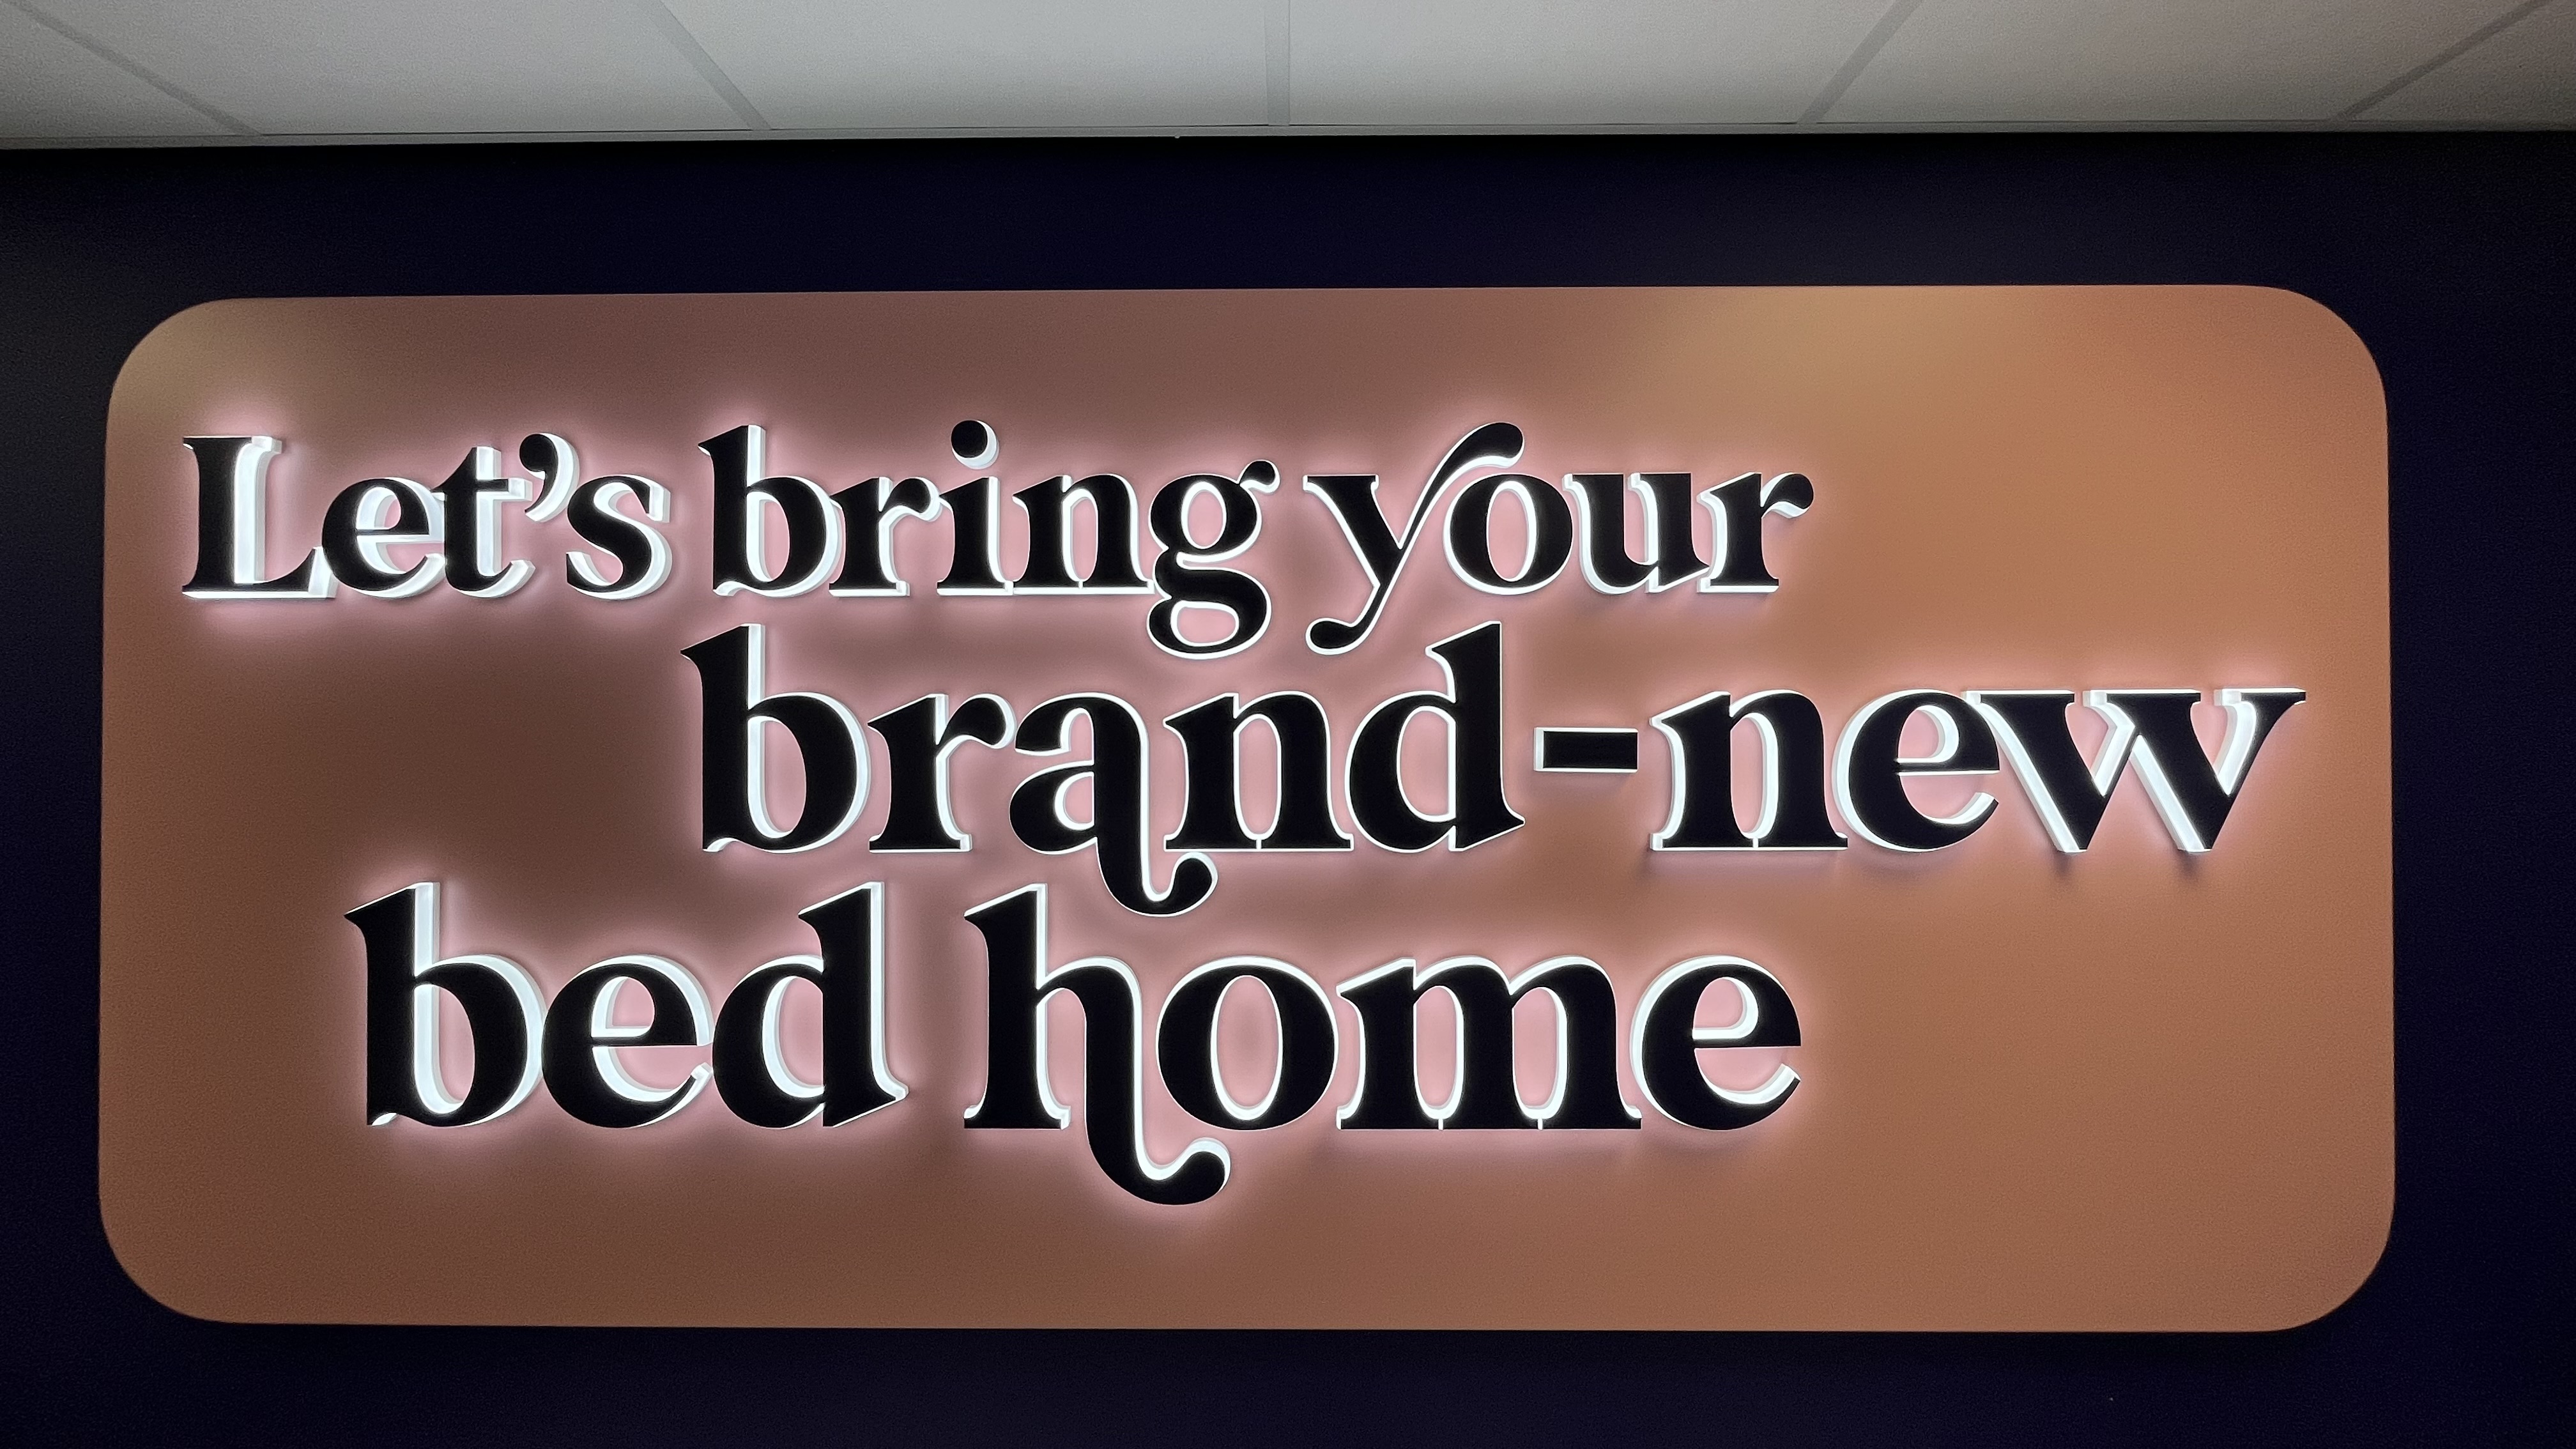 Let’s bring your
brand-new
bed home